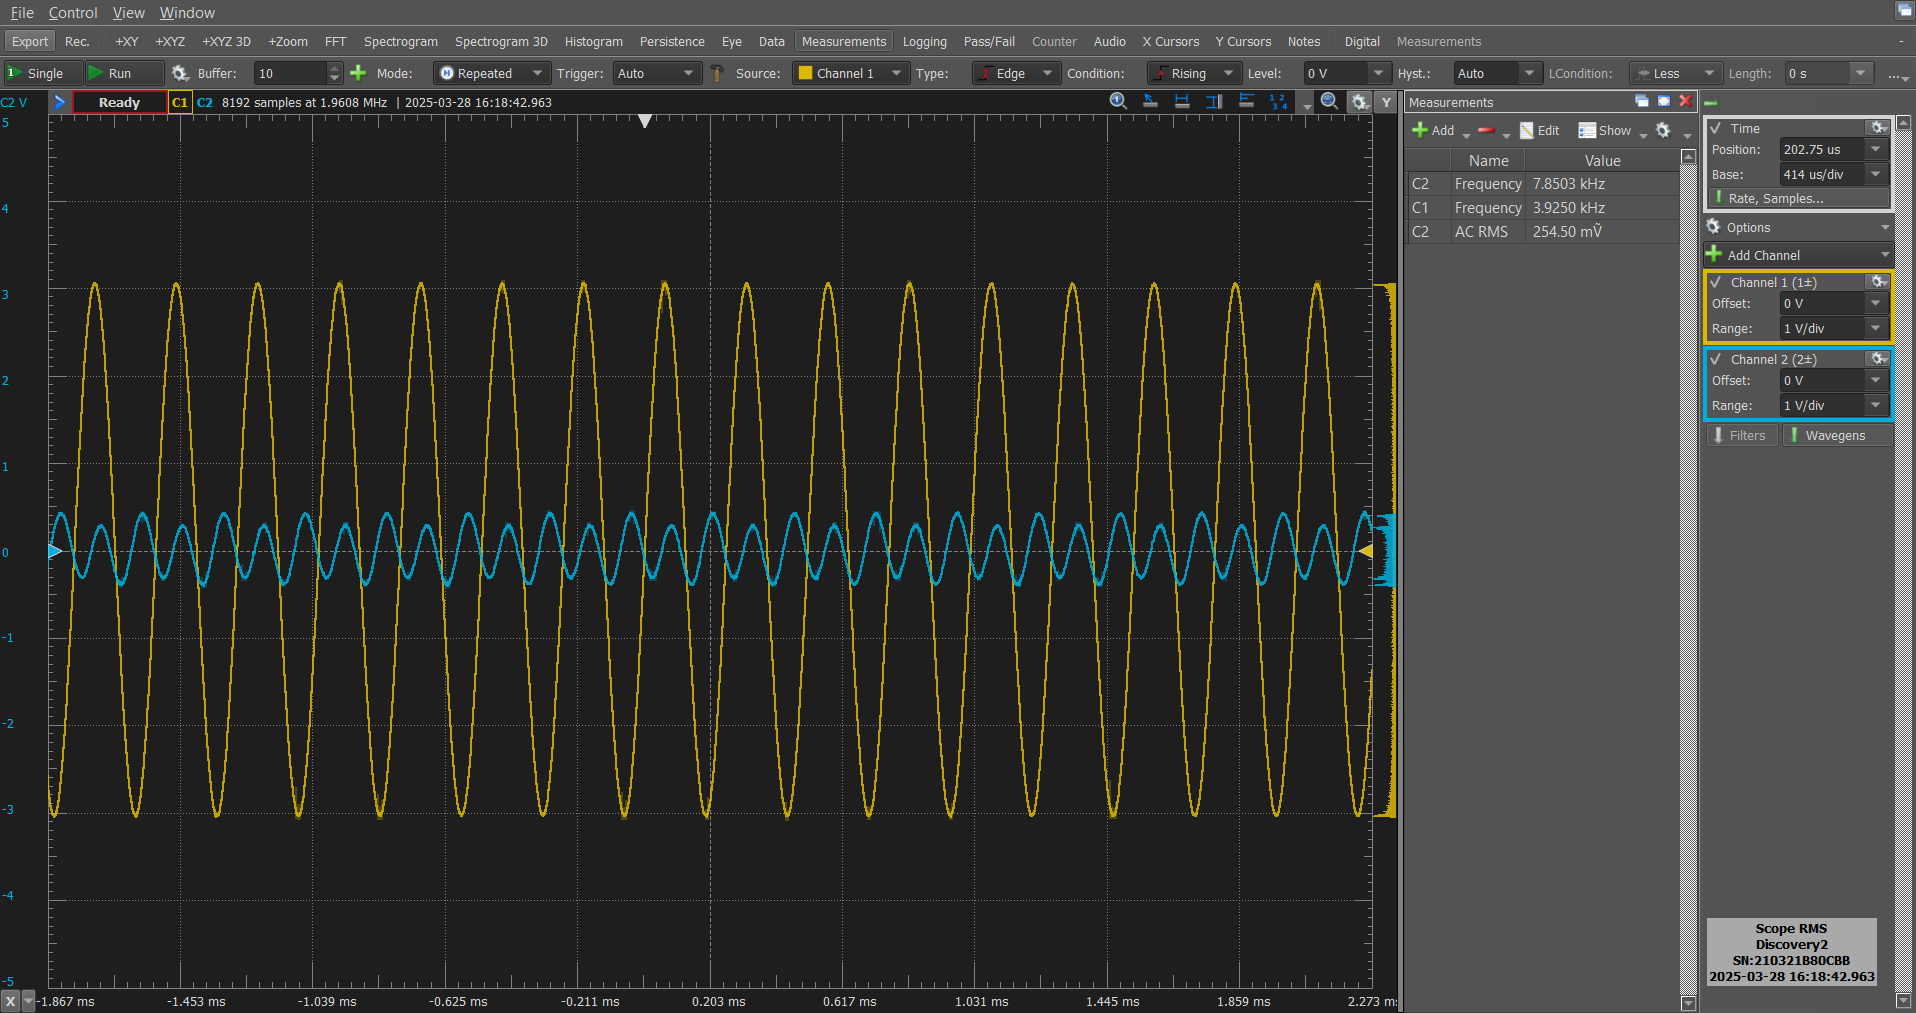 File Control View Window
Export Rec. +XY +XYZ +XYZ 3D +Zoom FFT Spectrogram Spectrogram 3D Histogram Persistence Eye Data Measurements Logging Pass/Fail Counter Audio X Cursors Y Cursors Notes Digital Measurements -
1 Single Run Buffer: 10 Mode: Repeated Trigger: Auto Source: Channel 1 Type: Edge Condition: Rising Level: 0 V Hyst.: Auto LCondition: Less Length: 0 s ...
C2 V Ready C1 C2 8192 samples at 1.9608 MHz | 2025-03-28 16:18:42.963 1 2 3 4 Y
5
4
3
2
1
0
-1
-2
-3
-4
-5
X -1.867 ms -1.453 ms -1.039 ms -0.625 ms -0.211 ms 0.203 ms 0.617 ms 1.031 ms 1.445 ms 1.859 ms 2.273 ms
Measurements
Add Edit Show
Name Value
C2 Frequency 7.8503 kHz
C1 Frequency 3.9250 kHz
C2 AC RMS 254.50 mṼ
Time
Position: 202.75 us
Base: 414 us/div
Rate, Samples...
Options
Add Channel
Channel 1 (1±)
Offset: 0 V
Range: 1 V/div
Channel 2 (2±)
Offset: 0 V
Range: 1 V/div
Filters Wavegens
Scope RMS
Discovery2
SN:210321B80CBB
2025-03-28 16:18:42.963